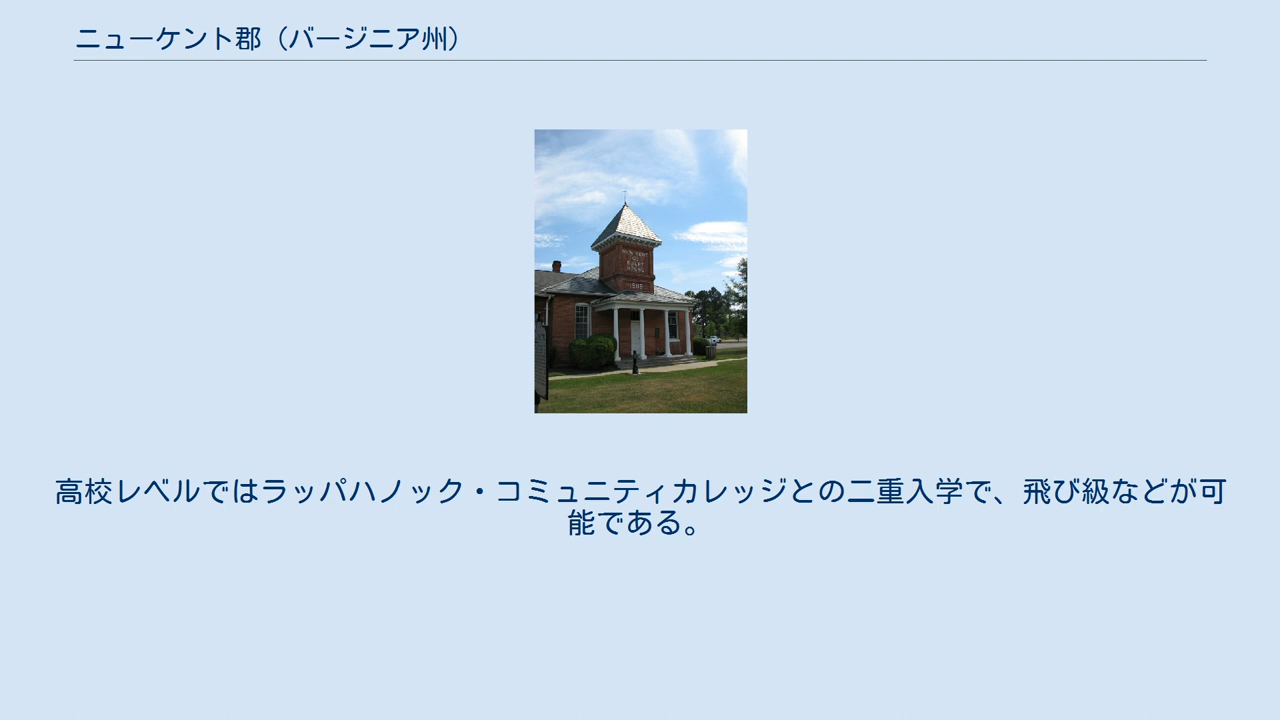 ニューケント郡（バージニア州）
1909
高校レベルではラッパハノック・コミュニティカレッジとの二重入学で、飛び級などが可
能である。